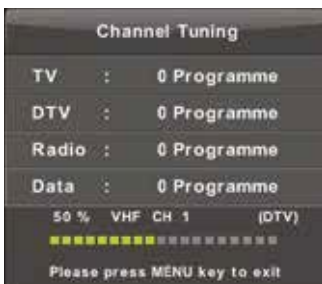 Channel Tuning
TV : 0 Programme
DTV : 0 Programme
Radio : 0 Programme
Data : 0 Programme
50 % VHF CH 1 (DTV)
Please press MENU key to exit